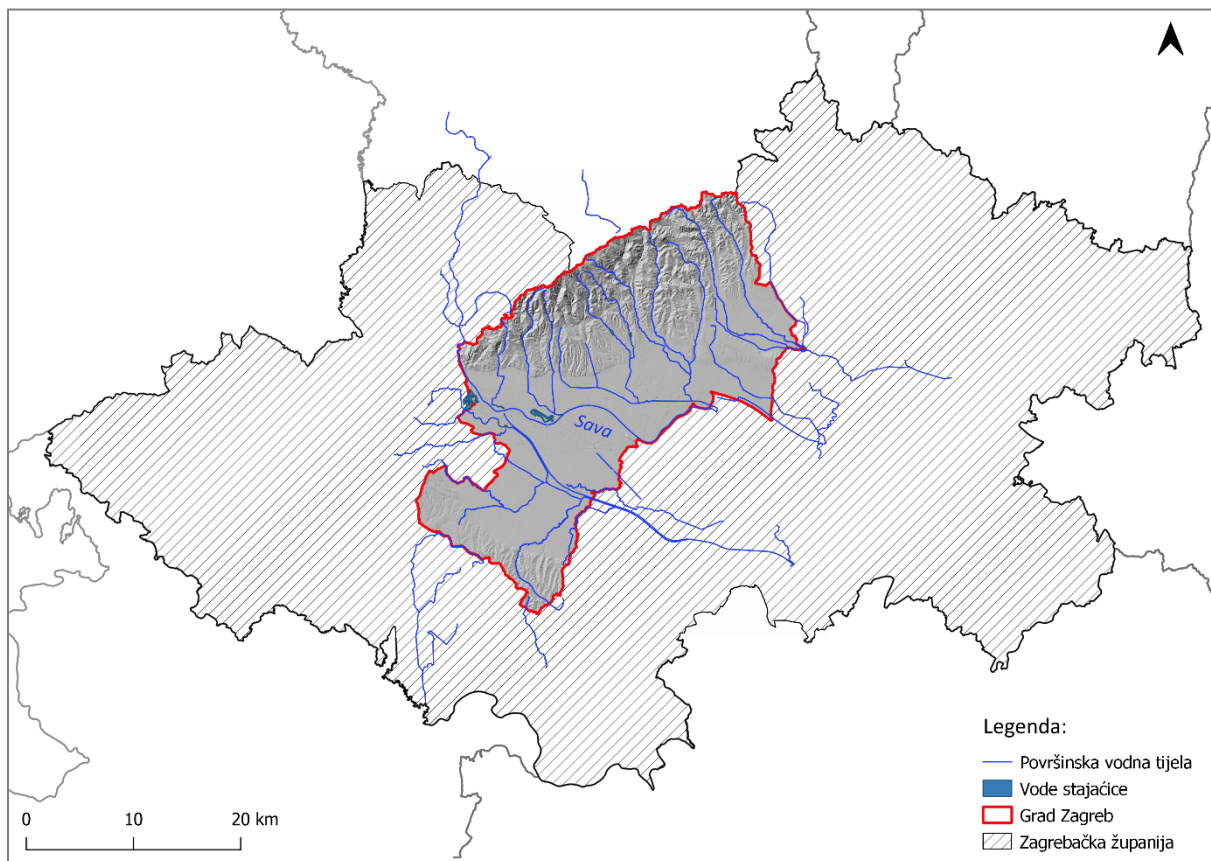 Sava
Legenda:
Površinska vodna tijela
Vode stajaćice
Grad Zagreb
Zagrebačka županija
0 10 20 km